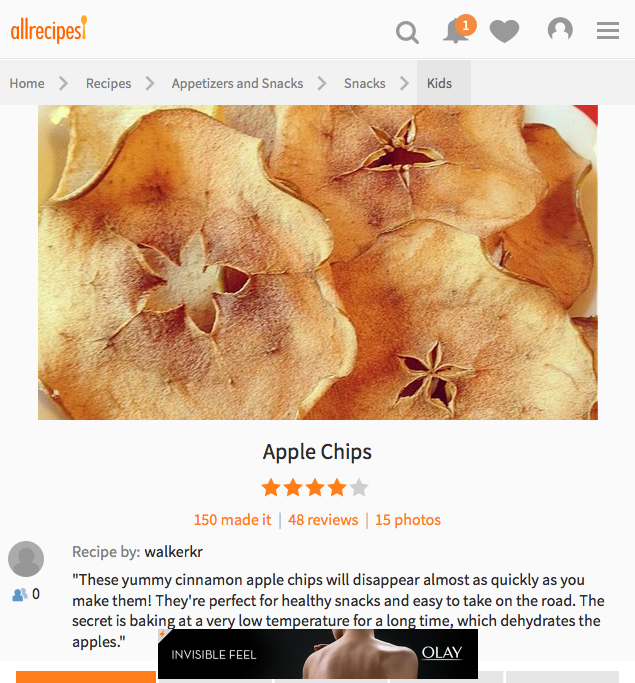 allrecipes
1
Home Recipes Appetizers and Snacks Snacks Kids
Apple Chips
150 made it | 48 reviews | 15 photos
Recipe by: walkerkr
0
"These yummy cinnamon apple chips will disappear almost as quickly as you
make them! They're perfect for healthy snacks and easy to take on the road. The
secret is baking at a very low temperature for a long time, which dehydrates the
apples."
INVISIBLE FEEL
OLAY